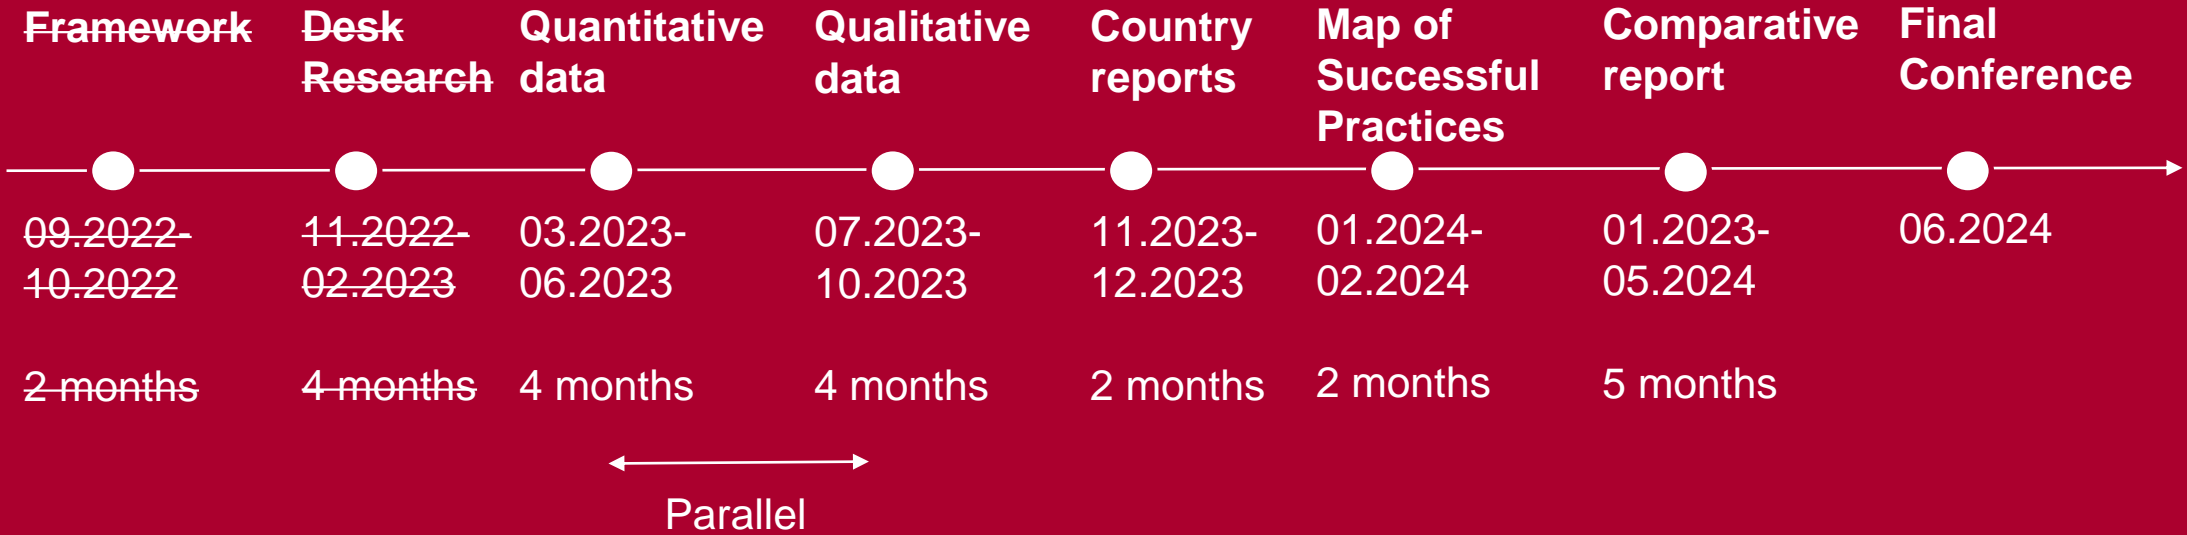 Framework
Desk
Research
Quantitative
data
Qualitative
data
Country
reports
Map of
Successful
Practices
Comparative
report
Final
Conference
09.2022-
10.2022
11.2022-
02.2023
03.2023-
06.2023
07.2023-
10.2023
11.2023-
12.2023
01.2024-
02.2024
01.2023-
05.2024
06.2024
2 months
4 months
4 months
4 months
2 months
2 months
5 months
Parallel